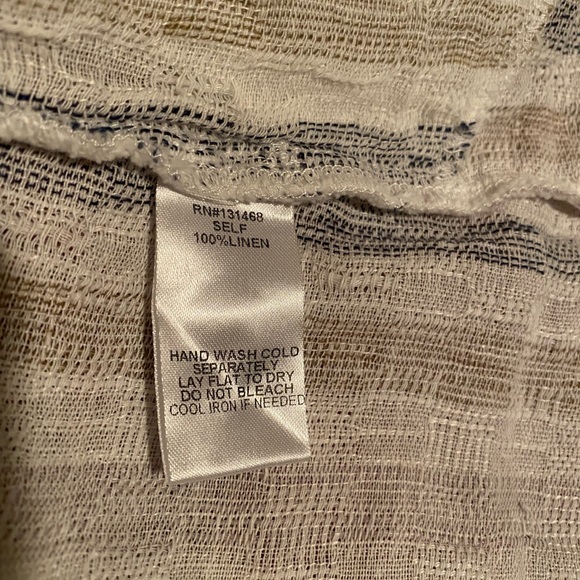 RN#131468
SELF
100%LINEN
HAND WASH COLD
SEPARATELY
LAY FLAT TO DRY
DO NOT BLEACH
COOL IRON IF NEEDED